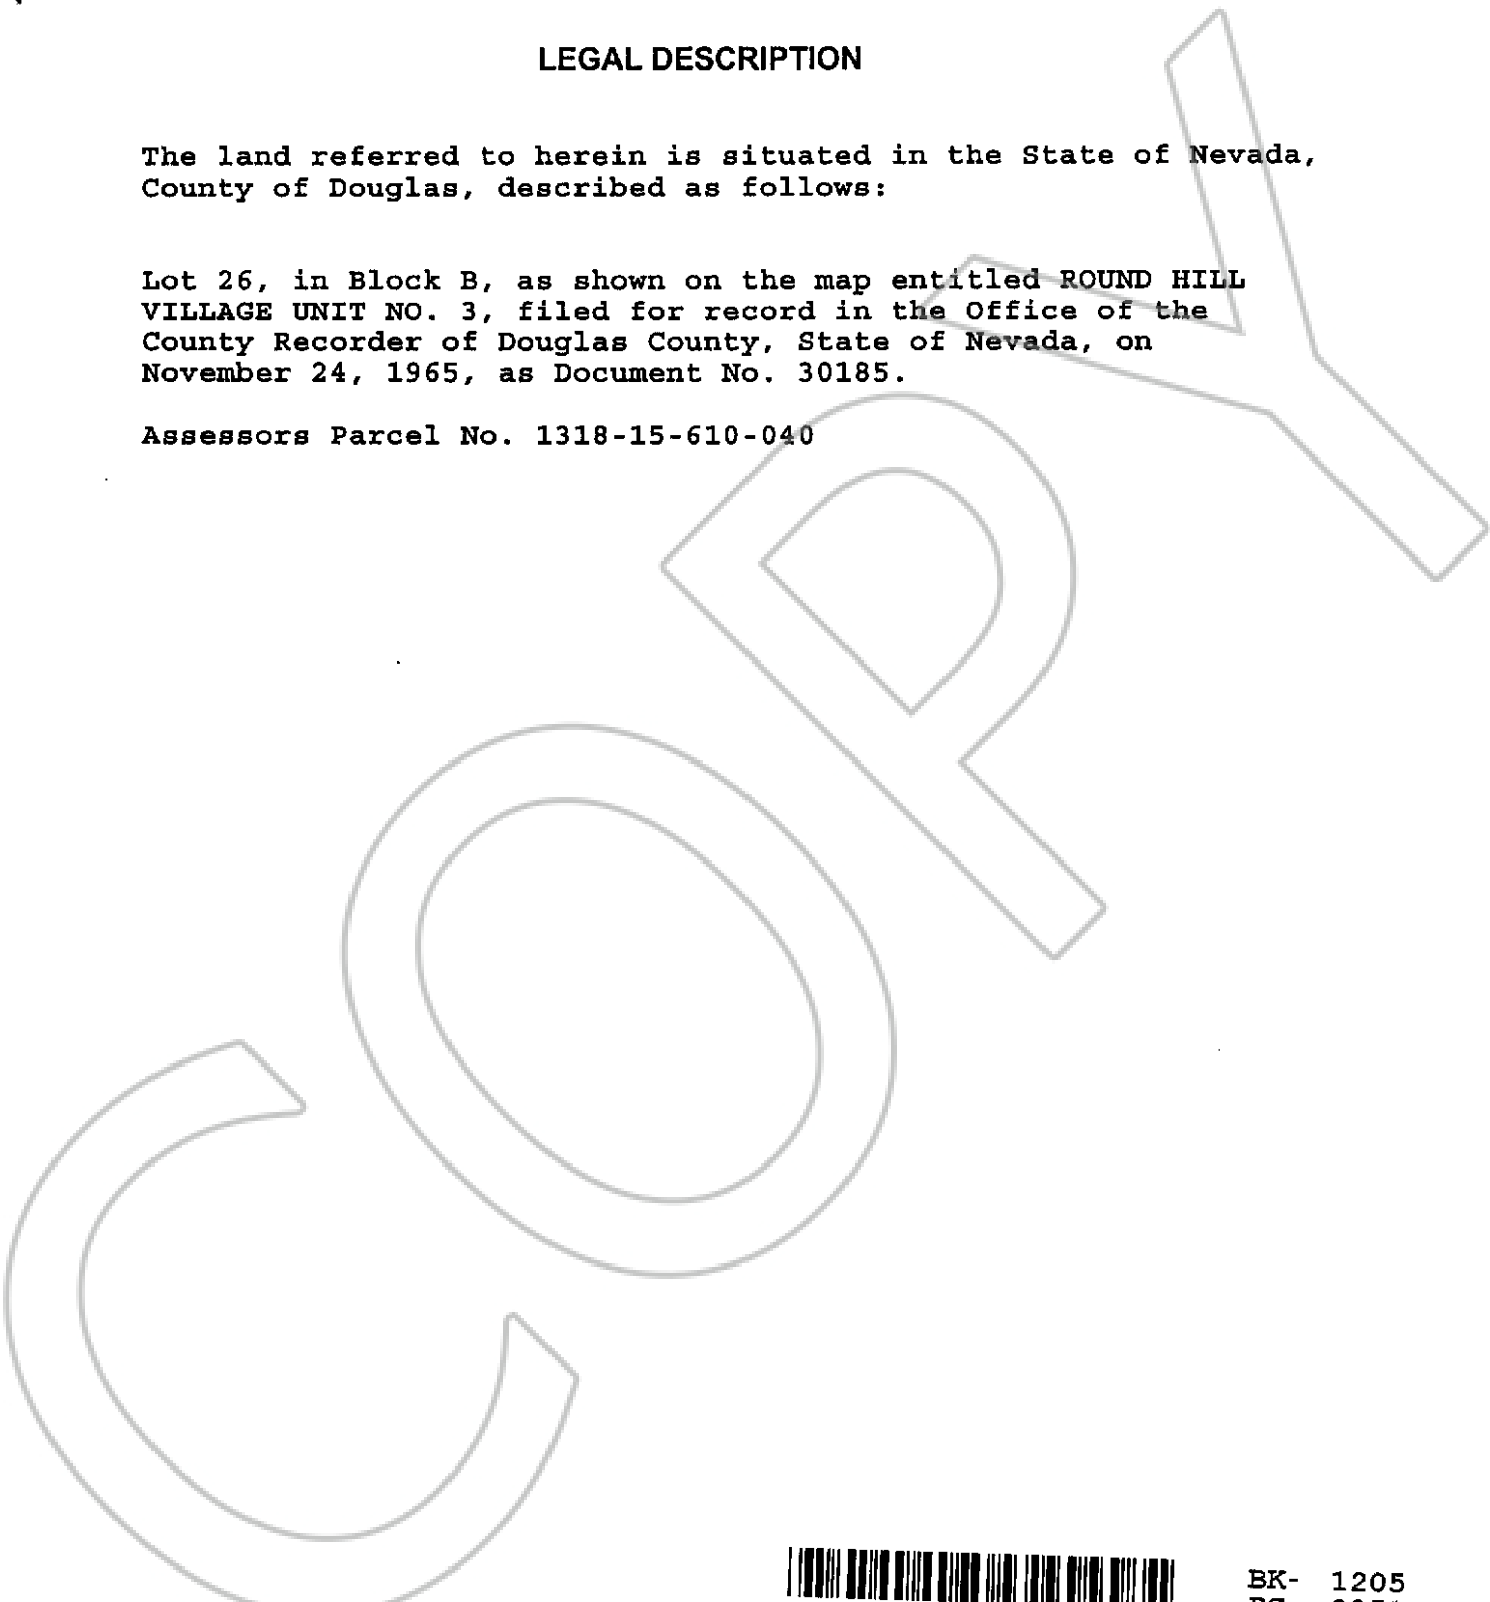 LEGAL DESCRIPTION
The land referred to herein is situated in the State of Nevada,
County of Douglas, described as follows:
Lot 26, in Block B, as shown on the map entitled ROUND HILL
VILLAGE UNIT NO. 3, filed for record in the Office of the
County Recorder of Douglas County, State of Nevada, on
November 24, 1965, as Document No. 30185.
Assessors Parcel No. 1318-15-610-040
COPY
BK- 1205